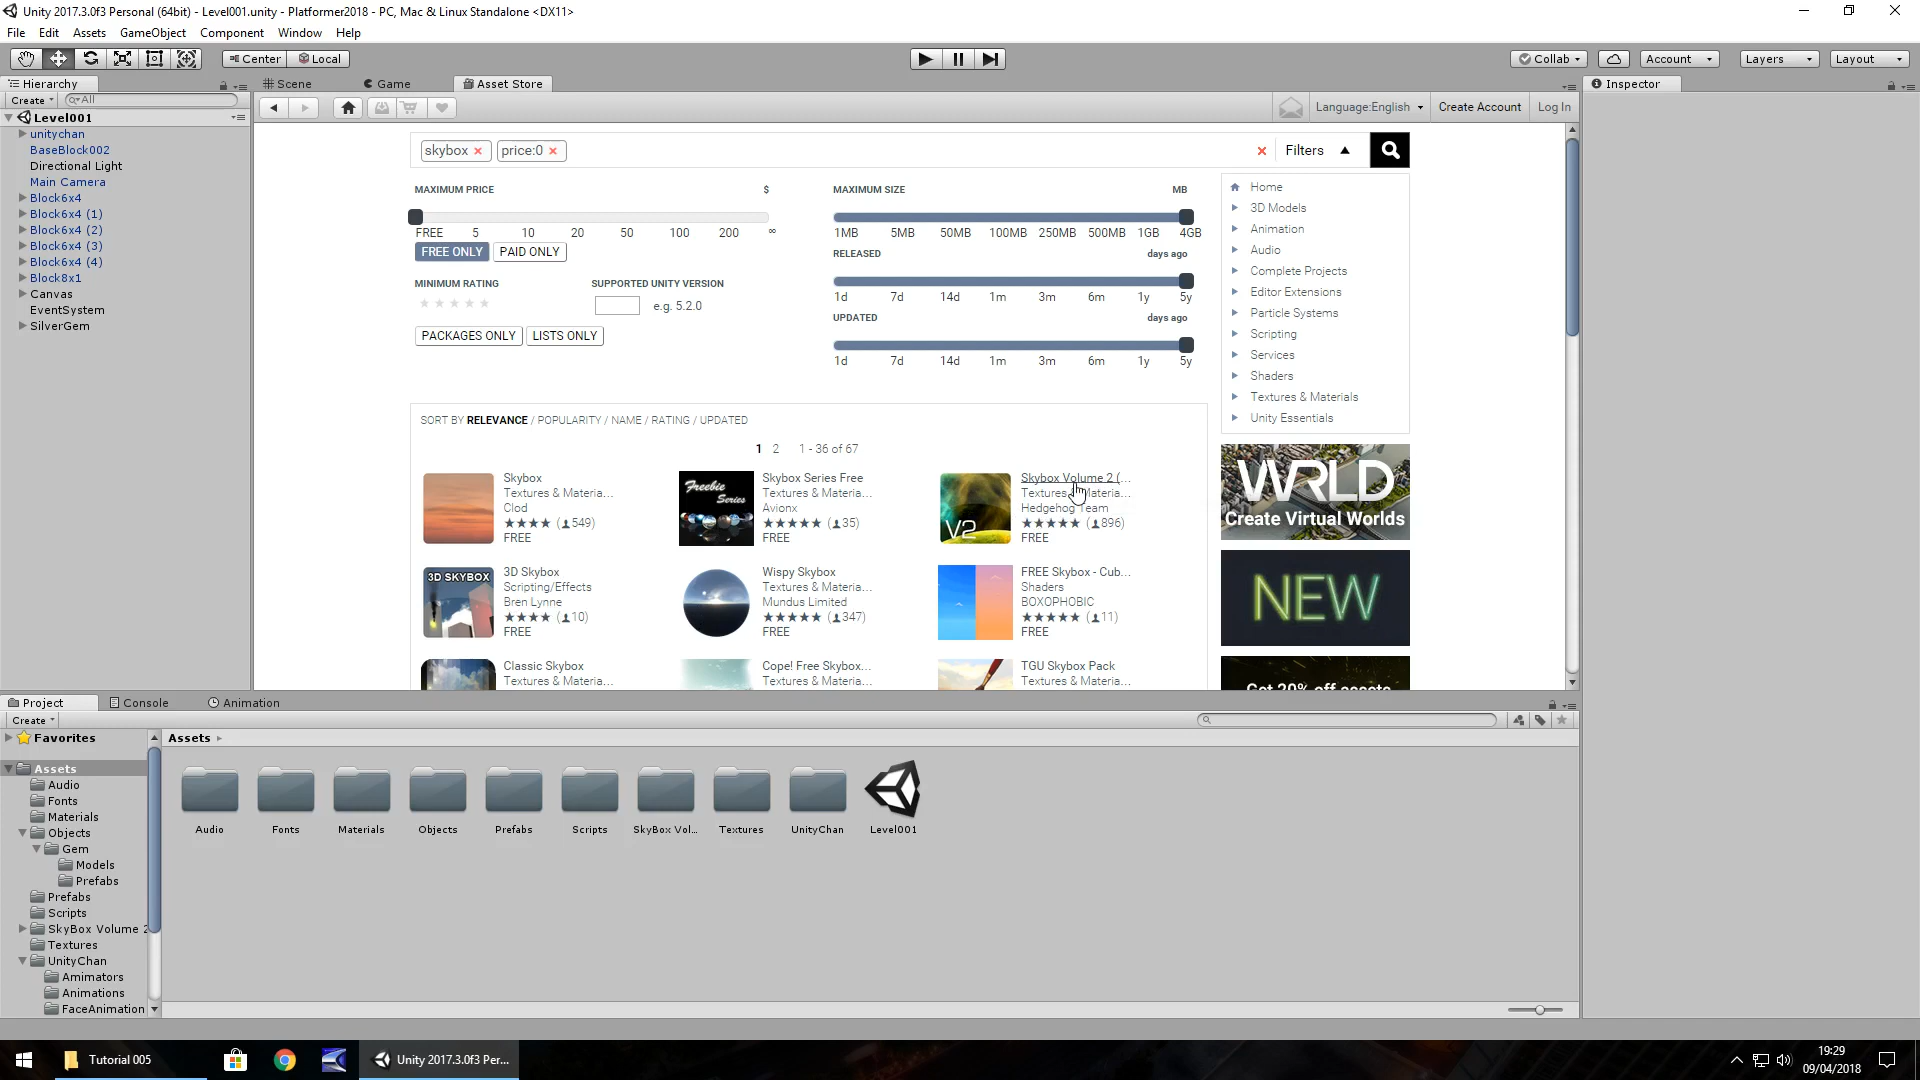 Unity 2017.3.0f3 Personal (64bit) - Level001.unity - Platformer2018 - PC, Mac & Linux Standalone <DX11>
File Edit Assets GameObject Component Window Help
Center Local
Collab Account Layers Layout
Hierarchy
Scene Game Asset Store
Inspector
Create All
Language:English Create Account Log In
Level001
unitychan
BaseBlock002
Directional Light
Main Camera
Block6x4
Block6x4 (1)
Block6x4 (2)
Block6x4 (3)
Block6x4 (4)
Block8x1
Canvas
EventSystem
SilverGem
skybox price:0
Filters
MAXIMUM PRICE $
FREE 5 10 20 50 100 200 ∞
FREE ONLY PAID ONLY
MINIMUM RATING
SUPPORTED UNITY VERSION
e.g. 5.2.0
PACKAGES ONLY LISTS ONLY
MAXIMUM SIZE MB
1MB 5MB 50MB 100MB 250MB 500MB 1GB 4GB
RELEASED days ago
1d 7d 14d 1m 3m 6m 1y 5y
UPDATED days ago
1d 7d 14d 1m 3m 6m 1y 5y
Home
3D Models
Animation
Audio
Complete Projects
Editor Extensions
Particle Systems
Scripting
Services
Shaders
Textures & Materials
Unity Essentials
SORT BY RELEVANCE / POPULARITY / NAME / RATING / UPDATED
1 2 1 - 36 of 67
Skybox
Textures & Materia...
Clod
(549)
FREE
Freebie
Series
Skybox Series Free
Textures & Materia...
Avionx
(35)
FREE
V2
Skybox Volume 2 (...
Textures & Materia...
Hedgehog Team
(896)
FREE
3D SKYBOX
3D Skybox
Scripting/Effects
Bren Lynne
(10)
FREE
Wispy Skybox
Textures & Materia...
Mundus Limited
(347)
FREE
FREE Skybox - Cub...
Shaders
BOXOPHOBIC
(11)
FREE
Classic Skybox
Textures & Materia...
Cope! Free Skybox...
Textures & Materia...
TGU Skybox Pack
Textures & Materia...
WRLD
Create Virtual Worlds
NEW
Get 20% off assets
Project Console Animation
Create
Favorites
Assets
Audio
Fonts
Materials
Objects
Gem
Models
Prefabs
Prefabs
Scripts
SkyBox Volume 2
Textures
UnityChan
Amimators
Animations
FaceAnimation
Assets
Audio Fonts Materials Objects Prefabs Scripts SkyBox Vol... Textures UnityChan Level001
Tutorial 005
Unity 2017.3.0f3 Per...
19:29
09/04/2018